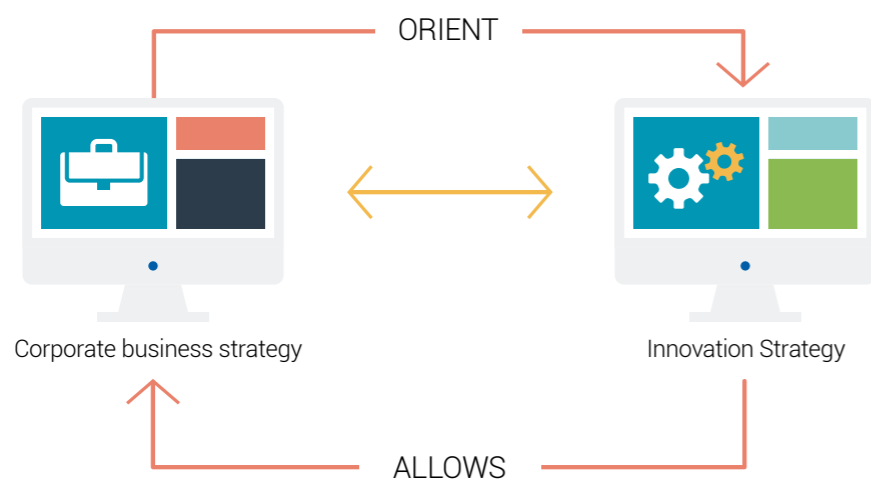 ORIENT
Corporate business strategy
Innovation Strategy
ALLOWS